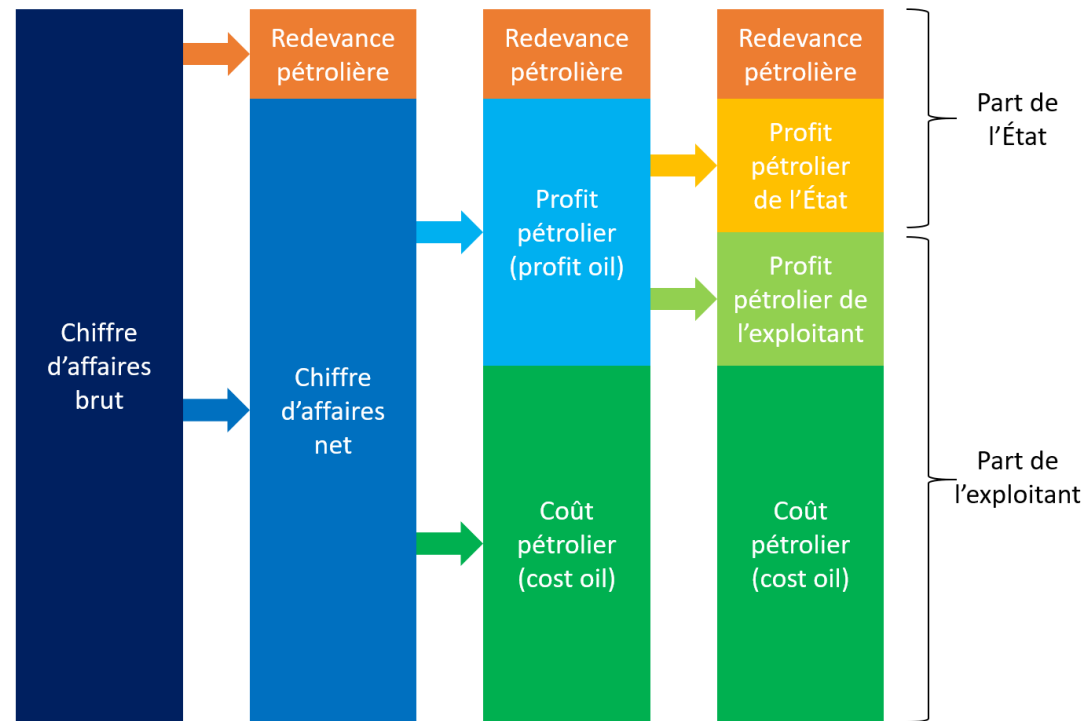 Chiffre
d’affaires
brut
Redevance
pétrolière
Chiffre
d’affaires
net
Redevance
pétrolière
Profit
pétrolier
(profit oil)
Coût
pétrolier
(cost oil)
Redevance
pétrolière
Profit
pétrolier
de l’État
Profit
pétrolier de
l’exploitant
Coût
pétrolier
(cost oil)
Part de
l’État
Part de
l’exploitant